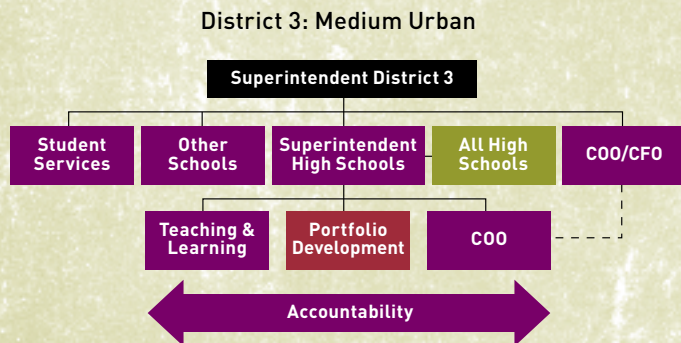 District 3: Medium Urban
Superintendent District 3
Student
Services
Other
Schools
Superintendent
High Schools
All High
Schools
COO/CFO
Teaching &
Learning
Portfolio
Development
COO
Accountability